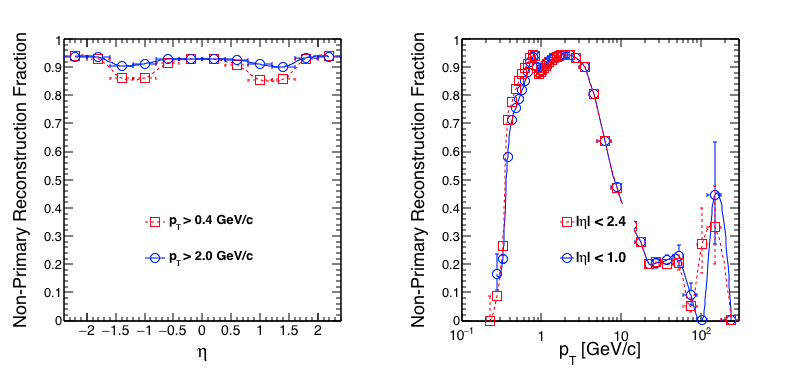 Non-Primary Reconstruction Fraction
1
0.9
0.8
0.7
0.6
0.5
0.4
0.3
0.2
0.1
0
p_T > 0.4 GeV/c
p_T > 2.0 GeV/c
−2 −1.5 −1 −0.5 0 0.5 1 1.5 2
η
Non-Primary Reconstruction Fraction
1
0.9
0.8
0.7
0.6
0.5
0.4
0.3
0.2
0.1
0
|η| < 2.4
|η| < 1.0
10⁻¹ 1 10 10²
p_T [GeV/c]